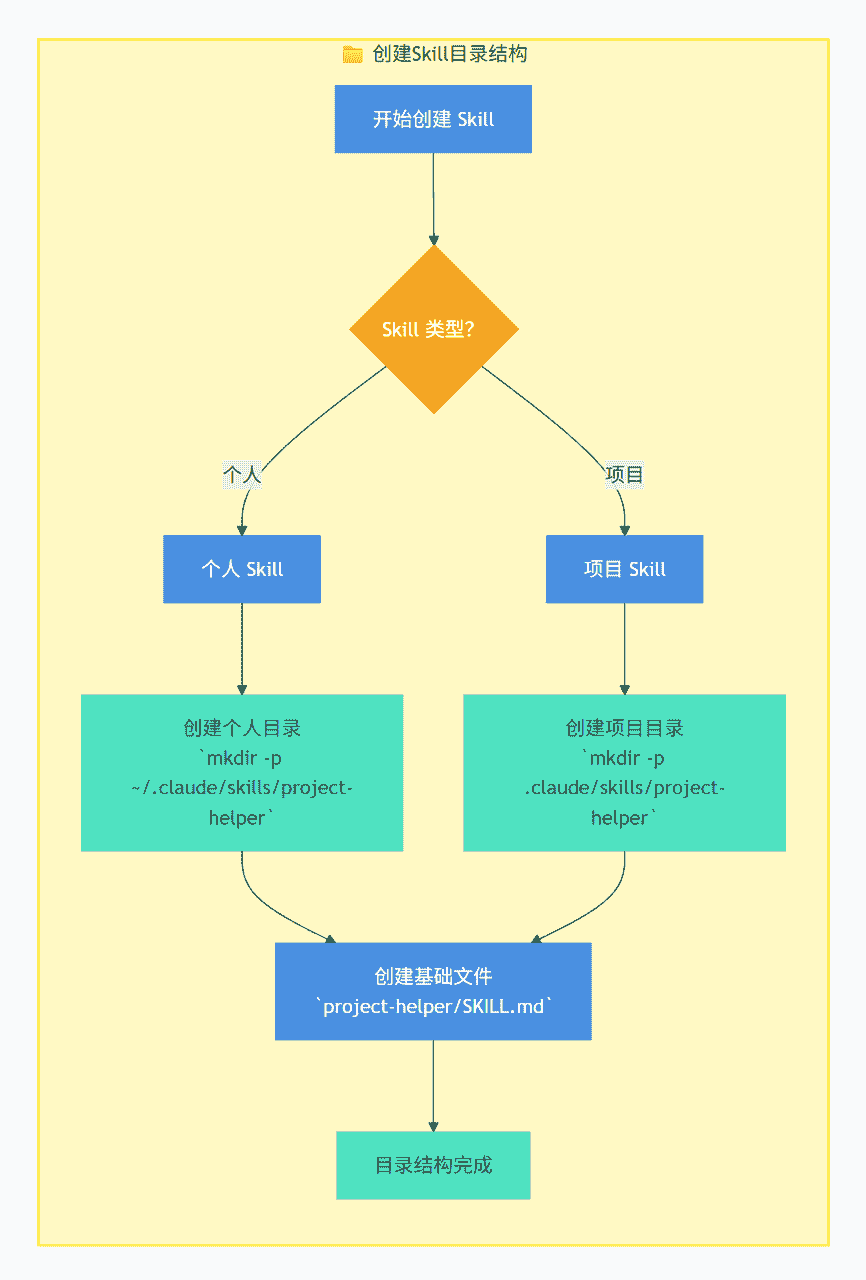 📁 创建Skill目录结构
开始创建 Skill
Skill 类型?
个人
项目
个人 Skill
项目 Skill
创建个人目录
`mkdir -p
~/.claude/skills/project-
helper`
创建项目目录
`mkdir -p
.claude/skills/project-
helper`
创建基础文件
`project-helper/SKILL.md`
目录结构完成